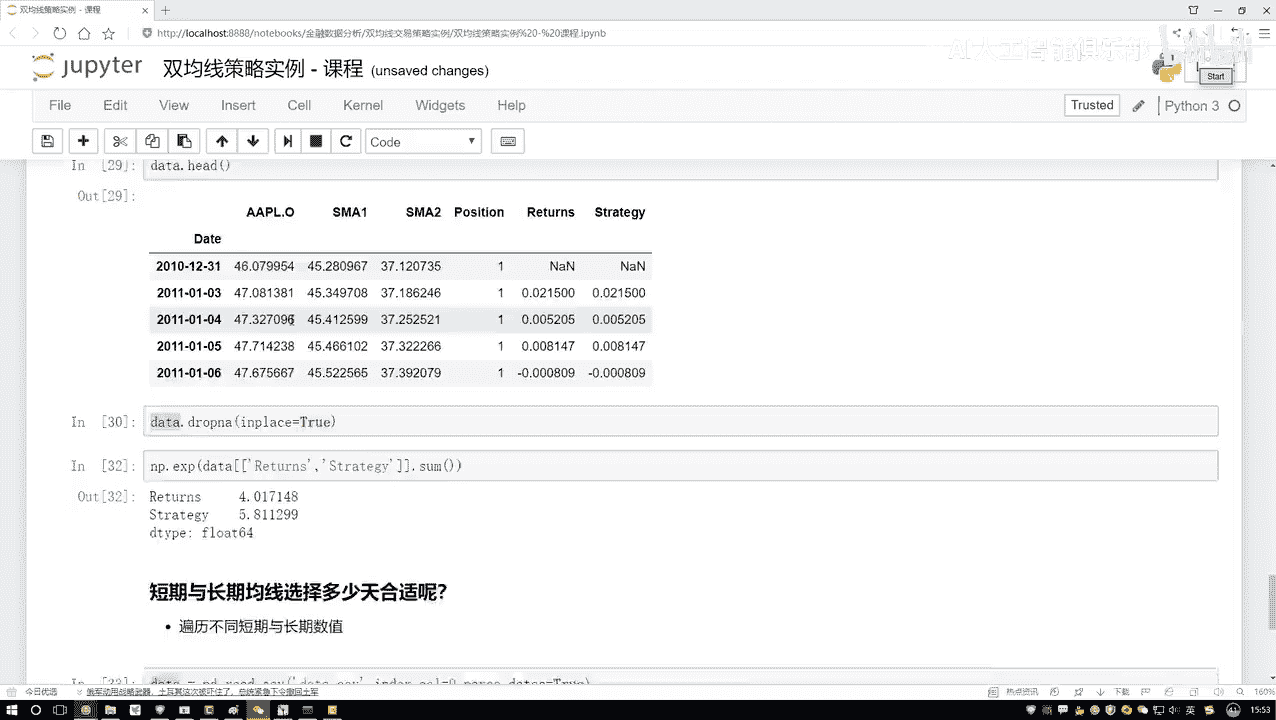 双均线策略实例 - 课程
http://localhost:8888/notebooks/金融数据分析/双均线交易策略实例/双均线策略实例%20-%20课程.ipynb
jupyter 双均线策略实例 - 课程 (unsaved changes)
Start
File Edit View Insert Cell Kernel Widgets Help
Trusted Python 3
Code
In [29]: data.head()
Out[29]:
AAPL.O SMA1 SMA2 Position Returns Strategy
Date
2010-12-31 46.079954 45.280967 37.120735 1 NaN NaN
2011-01-03 47.081381 45.349708 37.186246 1 0.021500 0.021500
2011-01-04 47.327096 45.412599 37.252521 1 0.005205 0.005205
2011-01-05 47.714238 45.466102 37.322266 1 0.008147 0.008147
2011-01-06 47.675667 45.522565 37.392079 1 -0.000809 -0.000809
In [30]: data.dropna(inplace=True)
In [32]: np.exp(data[['Returns','Strategy']].sum())
Out[32]: Returns 4.017148
Strategy 5.811299
dtype: float64
短期与长期均线选择多少天合适呢?
• 遍历不同短期与长期数值
In [33]: data = pd.read_csv('data.csv',index_col=0,parse_dates=True)
今日优选
热点资讯 下载 160%
英 15:53